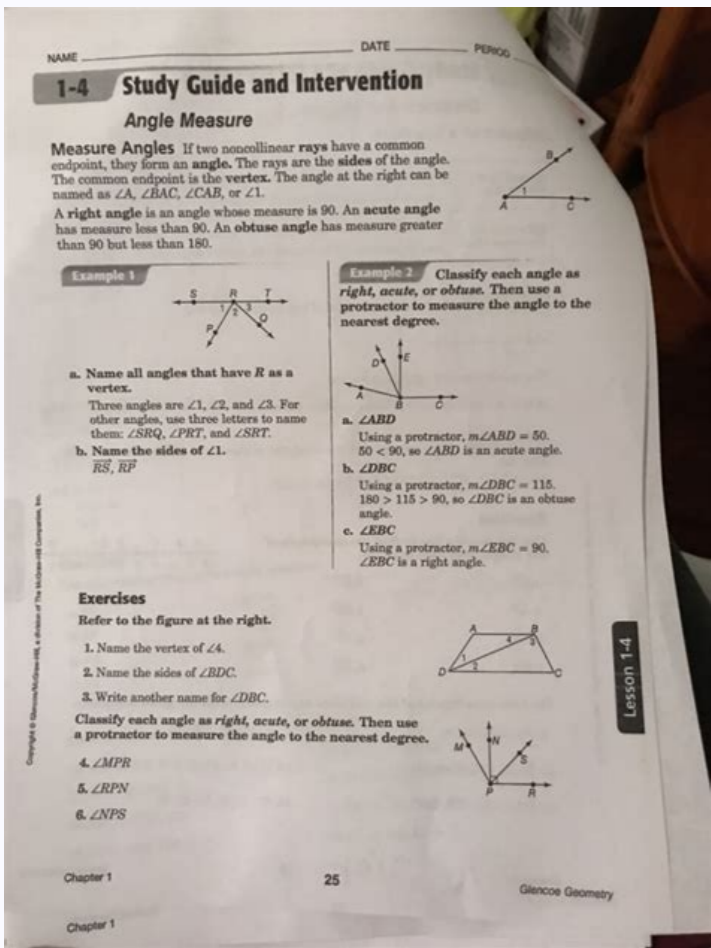 NAME DATE PERIOD
1-4 Study Guide and Intervention
Angle Measure
Measure Angles If two noncollinear rays have a common
endpoint, they form an angle. The rays are the sides of the angle.
The common endpoint is the vertex. The angle at the right can be
named as ∠A, ∠BAC, ∠CAB, or ∠1.
B
1
A C
A right angle is an angle whose measure is 90. An acute angle
has measure less than 90. An obtuse angle has measure greater
than 90 but less than 180.
Example 1
S R T
1 2 3
P Q
a. Name all angles that have R as a
vertex.
Three angles are ∠1, ∠2, and ∠3. For
other angles, use three letters to name
them: ∠SRQ, ∠PRT, and ∠SRT.
b. Name the sides of ∠1.
RS, RP
Example 2 Classify each angle as
right, acute, or obtuse. Then use a
protractor to measure the angle to the
nearest degree.
D E
A
B C
a. ∠ABD
Using a protractor, m∠ABD = 50.
50 < 90, so ∠ABD is an acute angle.
b. ∠DBC
Using a protractor, m∠DBC = 115.
180 > 115 > 90, so ∠DBC is an obtuse
angle.
c. ∠EBC
Using a protractor, m∠EBC = 90.
∠EBC is a right angle.
Exercises
Refer to the figure at the right.
1. Name the vertex of ∠4.
2. Name the sides of ∠BDC.
3. Write another name for ∠DBC.
A B
4 3
1 2
D C
Classify each angle as right, acute, or obtuse. Then use
a protractor to measure the angle to the nearest degree.
4. ∠MPR
5. ∠RPN
6. ∠NPS
M N
S
P R
Lesson 1-4
Copyright © Glencoe/McGraw-Hill, a division of The McGraw-Hill Companies, Inc.
Chapter 1 25 Glencoe Geometry
Chapter 1